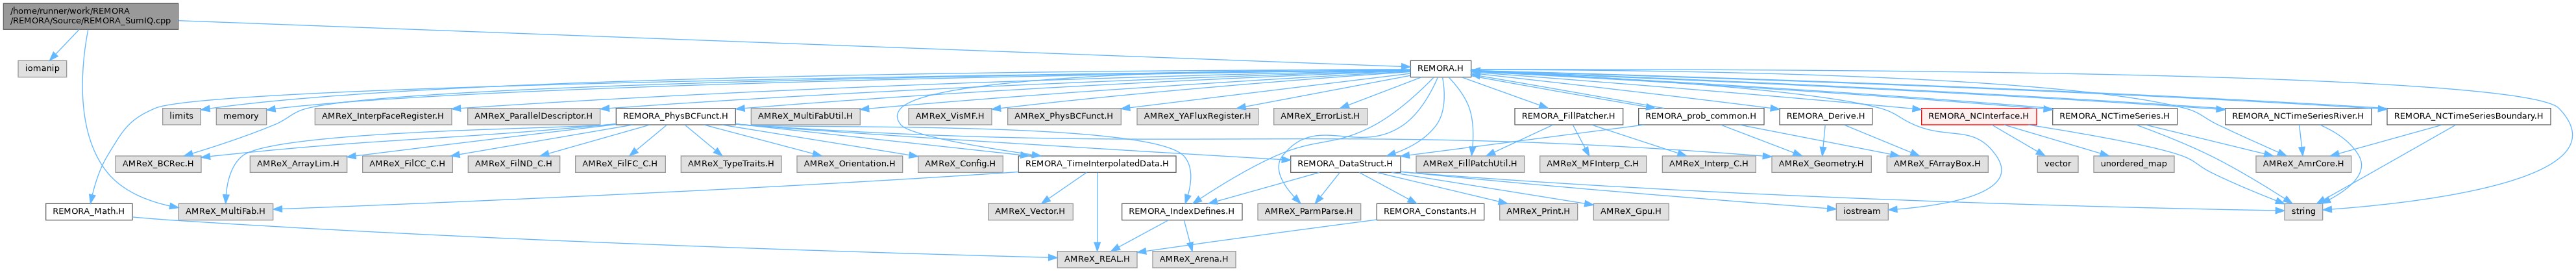 /home/runner/work/REMORA
/REMORA/Source/REMORA_SumIQ.cpp
iomanip
REMORA.H
limits
memory
AMReX_InterpFaceRegister.H
AMReX_ParallelDescriptor.H
REMORA_PhysBCFunct.H
AMReX_MultiFabUtil.H
AMReX_VisMF.H
AMReX_PhysBCFunct.H
AMReX_YAFluxRegister.H
AMReX_ErrorList.H
REMORA_FillPatcher.H
REMORA_prob_common.H
REMORA_Derive.H
REMORA_NCInterface.H
REMORA_NCTimeSeries.H
REMORA_NCTimeSeriesRiver.H
REMORA_NCTimeSeriesBoundary.H
AMReX_BCRec.H
AMReX_ArrayLim.H
AMReX_FilCC_C.H
AMReX_FilND_C.H
AMReX_FilFC_C.H
AMReX_TypeTraits.H
AMReX_Orientation.H
AMReX_Config.H
REMORA_TimeInterpolatedData.H
REMORA_DataStruct.H
AMReX_FillPatchUtil.H
AMReX_MFInterp_C.H
AMReX_Interp_C.H
AMReX_Geometry.H
AMReX_FArrayBox.H
vector
unordered_map
AMReX_AmrCore.H
REMORA_Math.H
AMReX_MultiFab.H
AMReX_Vector.H
REMORA_IndexDefines.H
AMReX_ParmParse.H
REMORA_Constants.H
AMReX_Print.H
AMReX_Gpu.H
iostream
string
AMReX_REAL.H
AMReX_Arena.H